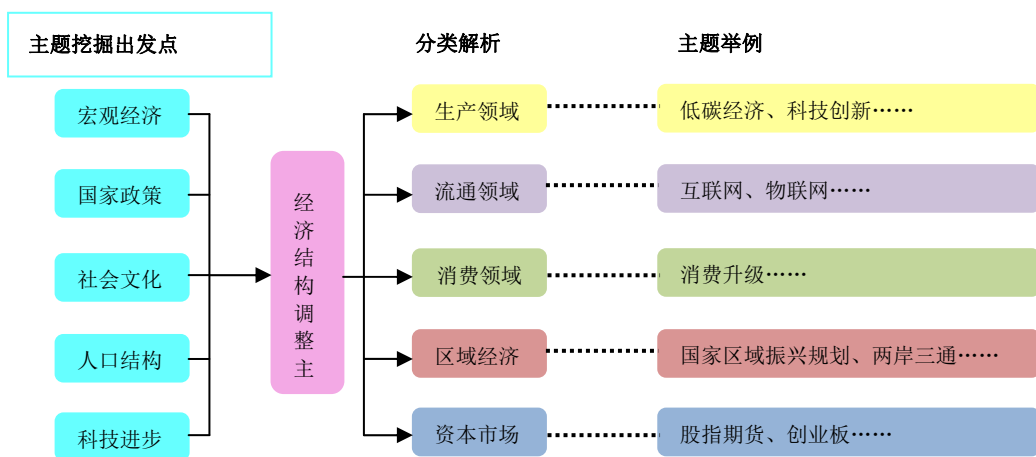 主题挖掘出发点
分类解析
主题举例
宏观经济
国家政策
社会文化
人口结构
科技进步
经济结构调整主
生产领域
低碳经济、科技创新……
流通领域
互联网、物联网……
消费领域
消费升级……
区域经济
国家区域振兴规划、两岸三通……
资本市场
股指期货、创业板……